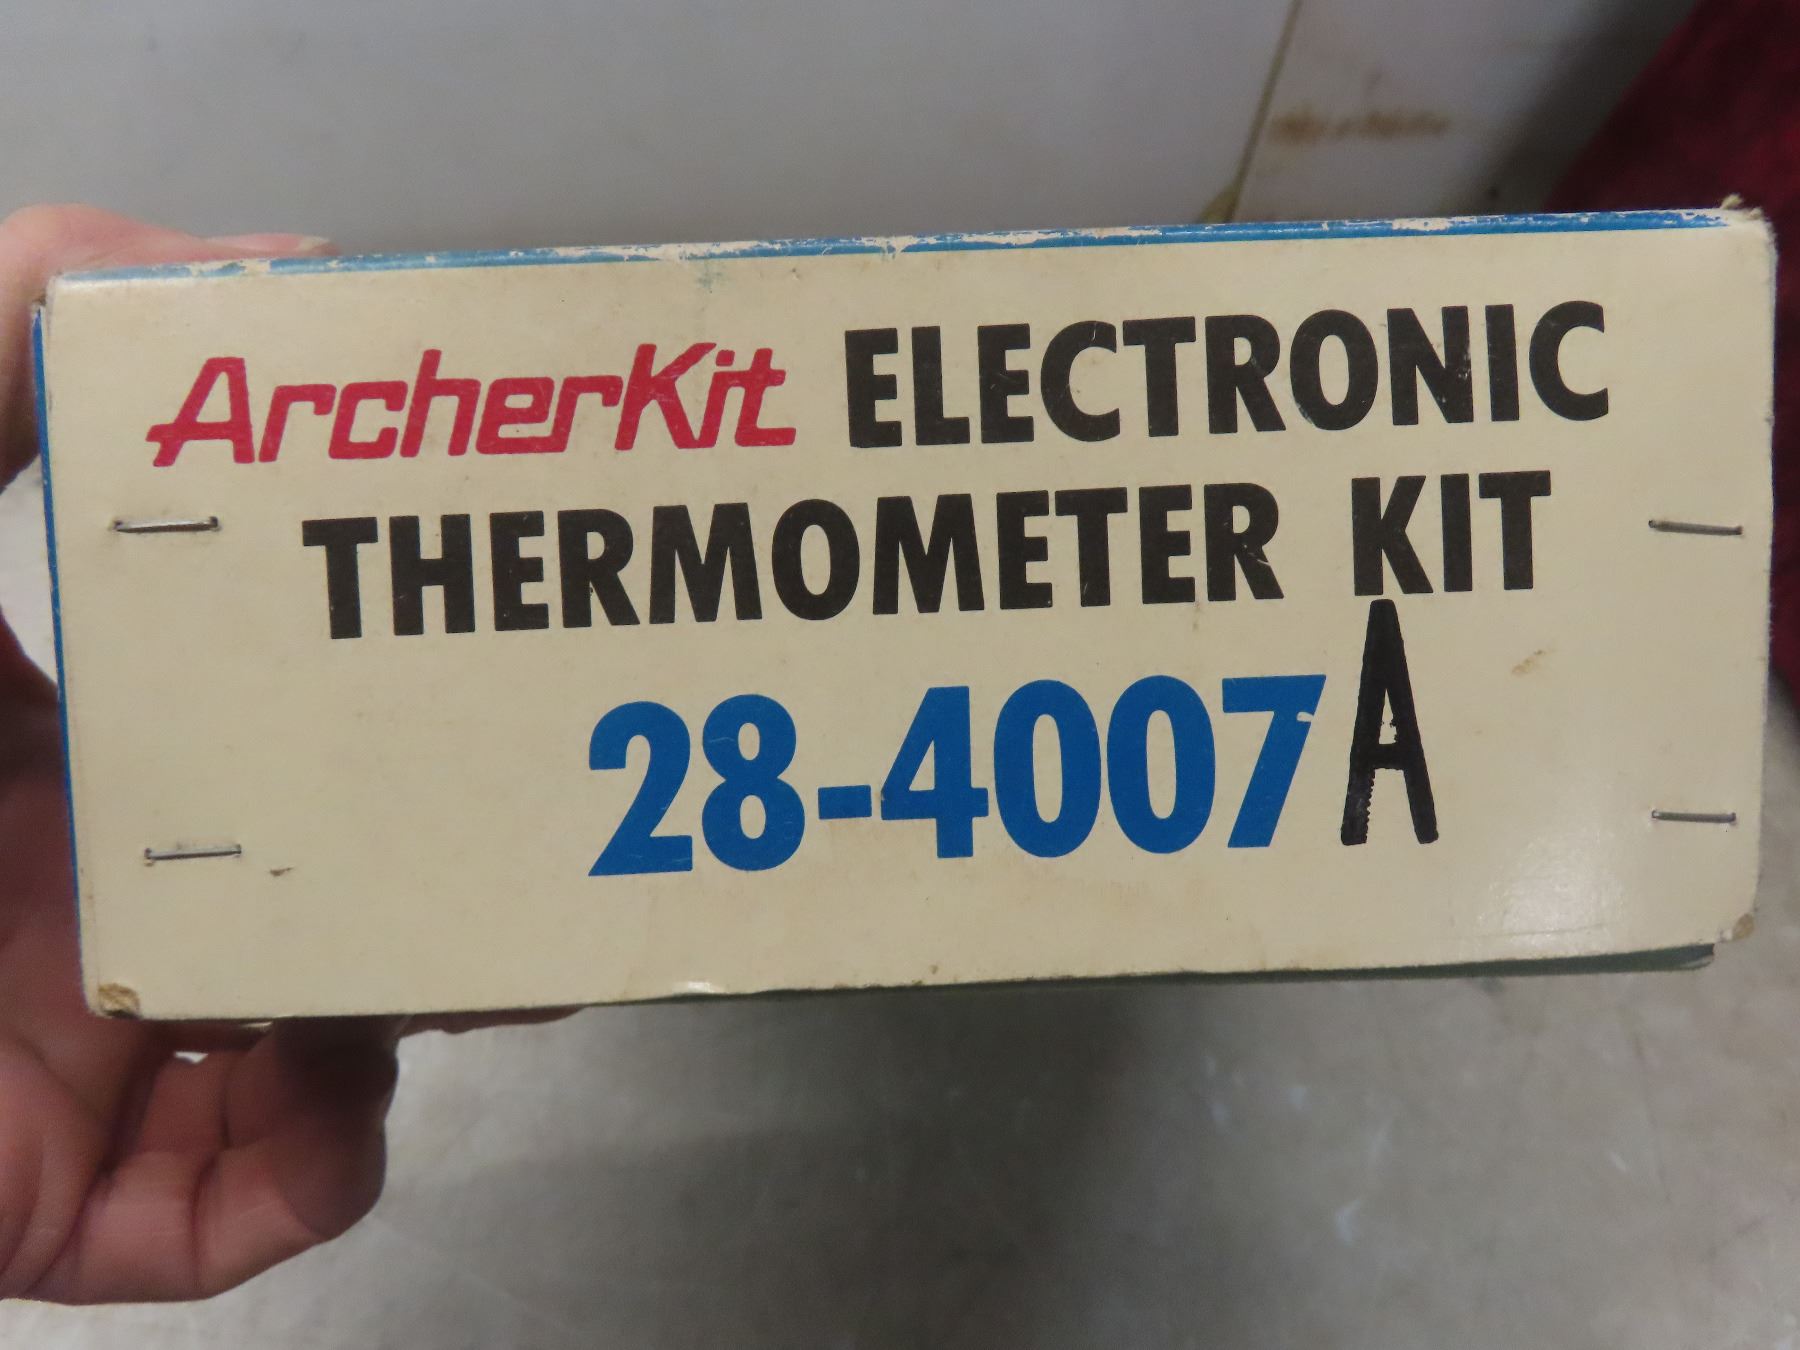 ArcherKit ELECTRONIC
THERMOMETER KIT
28-4007A